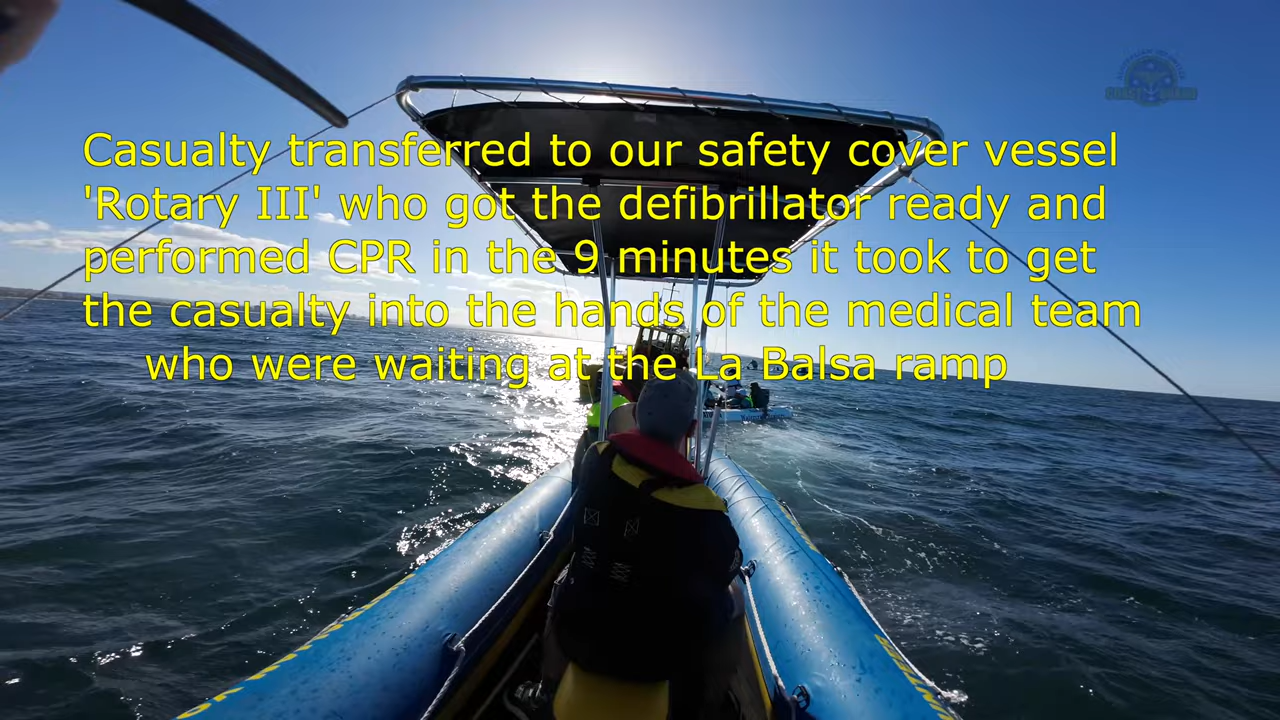 Casualty transferred to our safety cover vessel
'Rotary III' who got the defibrillator ready and
performed CPR in the 9 minutes it took to get
the casualty into the hands of the medical team
who were waiting at the La Balsa ramp
COAST GUARD